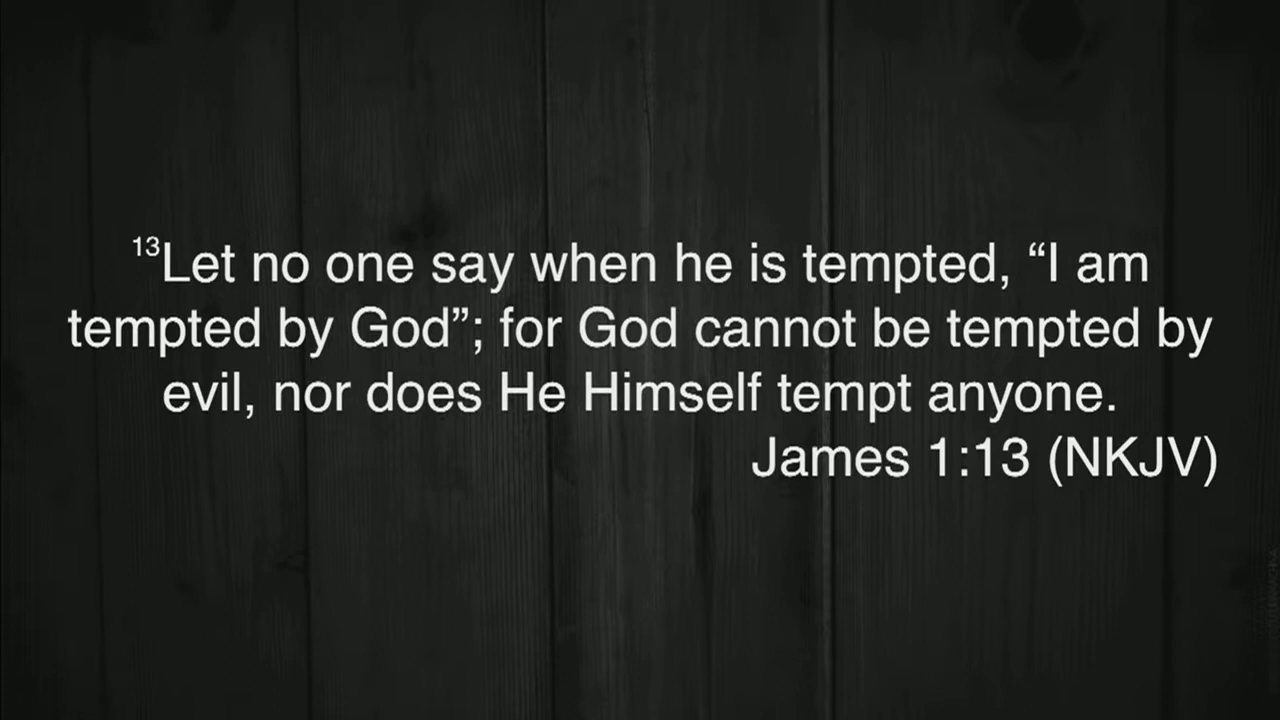 ¹³Let no one say when he is tempted, “I am
tempted by God”; for God cannot be tempted by
evil, nor does He Himself tempt anyone.
James 1:13 (NKJV)